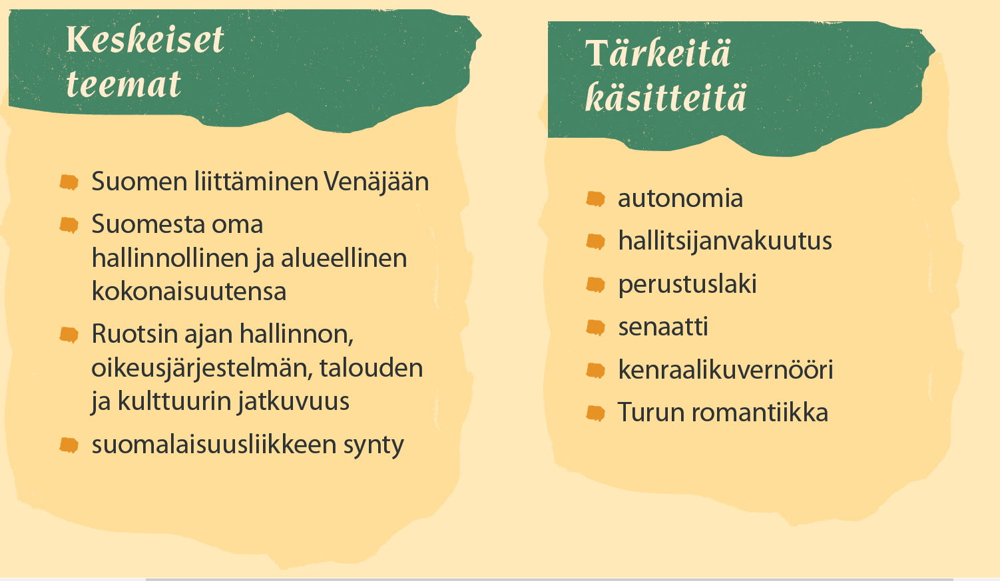 Keskeiset
teemat
Suomen liittäminen Venäjään
Suomesta oma
hallinnollinen ja alueellinen
kokonaisuutensa
Ruotsin ajan hallinnon,
oikeusjärjestelmän, talouden
ja kulttuurin jatkuvuus
suomalaisuusliikkeen synty
Tärkeitä
käsitteitä
autonomia
hallitsijanvakuutus
perustuslaki
senaatti
kenraalikuvernööri
Turun romantiikka